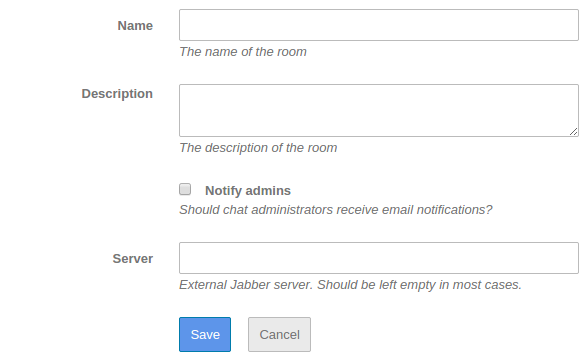 Name
The name of the room
Description
The description of the room
Notify admins
Should chat administrators receive email notifications?
Server
External Jabber server. Should be left empty in most cases.
Save Cancel